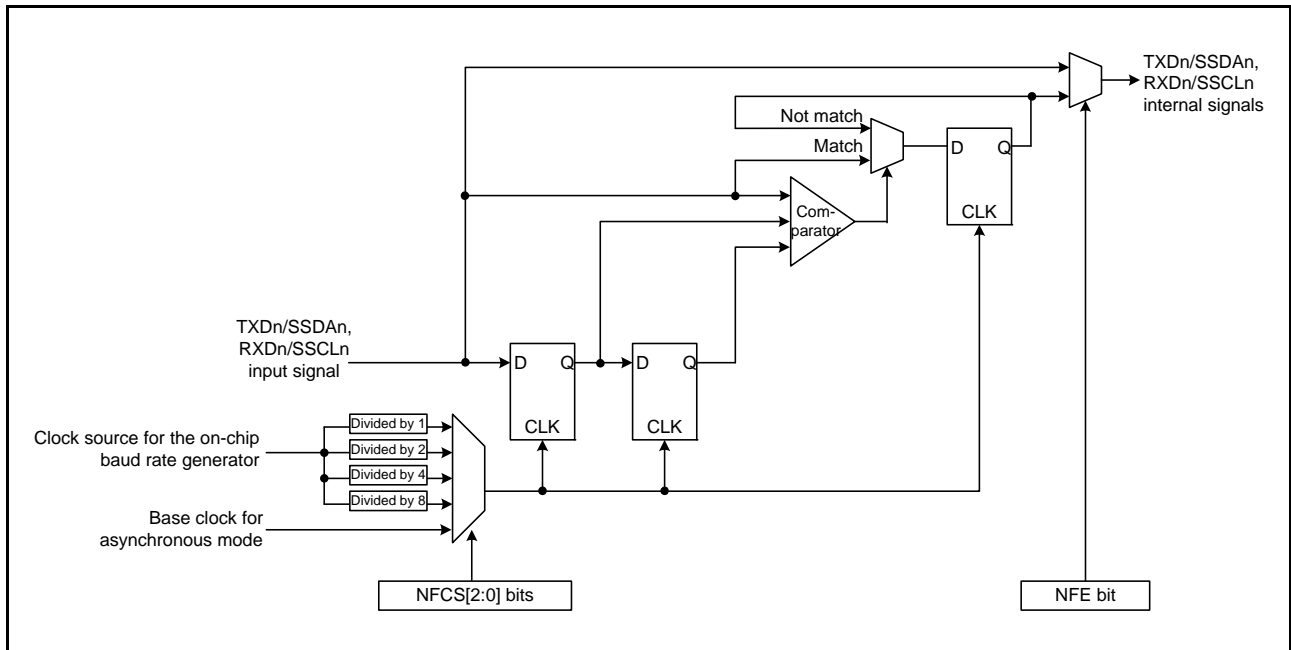 TXDn/SSDAn,
RXDn/SSCLn
internal signals
Not match
Match
D
Q
CLK
Com-
parator
TXDn/SSDAn,
RXDn/SSCLn
input signal
D
Q
CLK
D
Q
CLK
Clock source for the on-chip
baud rate generator
Divided by 1
Divided by 2
Divided by 4
Divided by 8
Base clock for
asynchronous mode
NFCS[2:0] bits
NFE bit